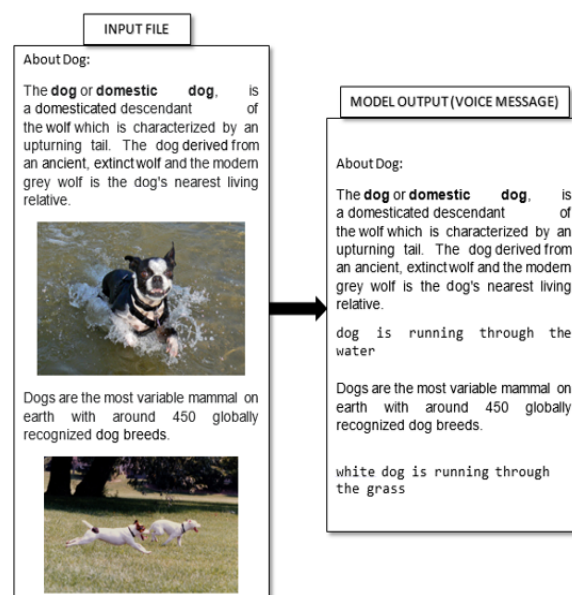 INPUT FILE
About Dog:
The dog or domestic dog, is
a domesticated descendant of
the wolf which is characterized by an
upturning tail. The dog derived from
an ancient, extinct wolf and the modern
grey wolf is the dog's nearest living
relative.
Dogs are the most variable mammal on
earth with around 450 globally
recognized dog breeds.
MODEL OUTPUT (VOICE MESSAGE)
About Dog:
The dog or domestic dog, is
a domesticated descendant of
the wolf which is characterized by an
upturning tail. The dog derived from
an ancient, extinct wolf and the modern
grey wolf is the dog's nearest living
relative.
dog is running through the
water
Dogs are the most variable mammal on
earth with around 450 globally
recognized dog breeds.
white dog is running through
the grass